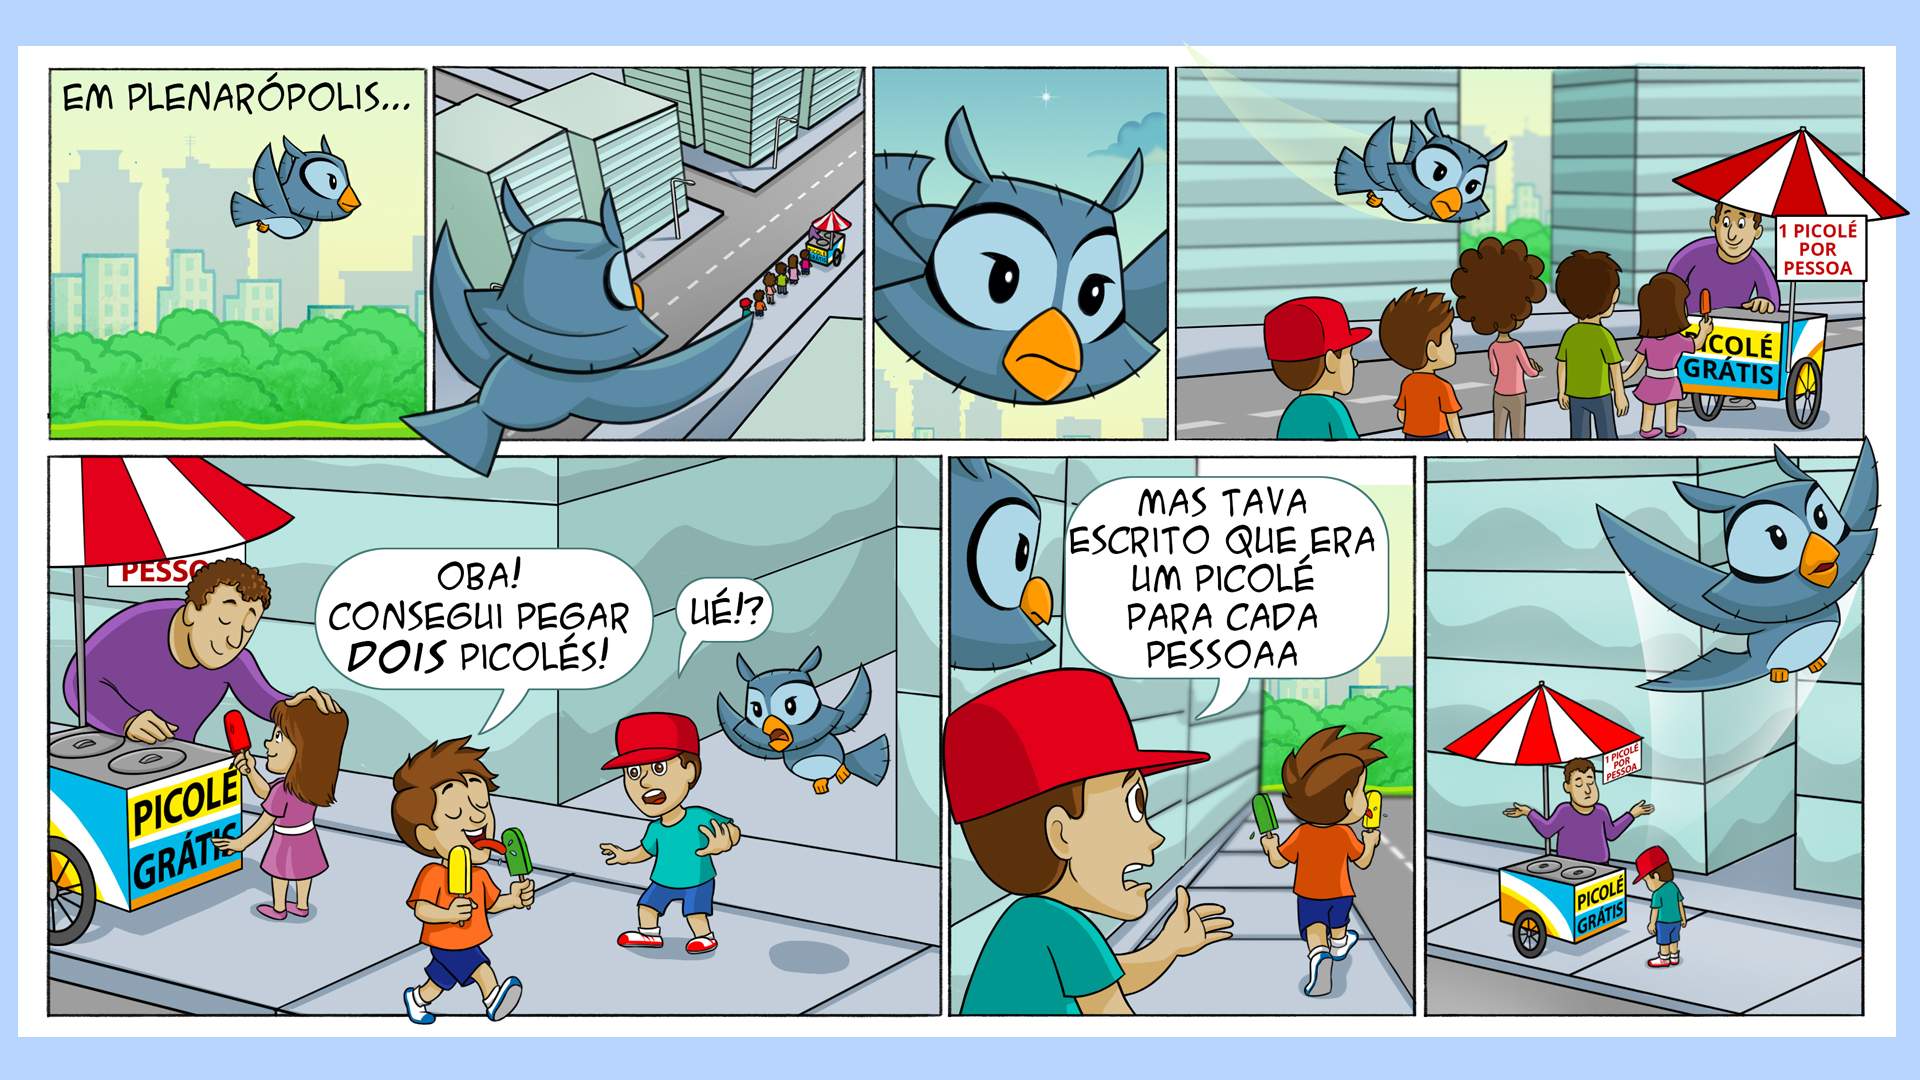 EM PLENARÓPOLIS...
1 PICOLÉ
POR
PESSOA
ICOLÉ
GRÁTIS
PESSO
OBA!
CONSEGUI PEGAR
DOIS PICOLÉS!
UÉ!?
PICOLÉ
GRÁTIS
MAS TAVA
ESCRITO QUE ERA
UM PICOLÉ
PARA CADA
PESSOAA
1 PICOLÉ
POR
PESSOA
PICOLÉ
GRÁTIS